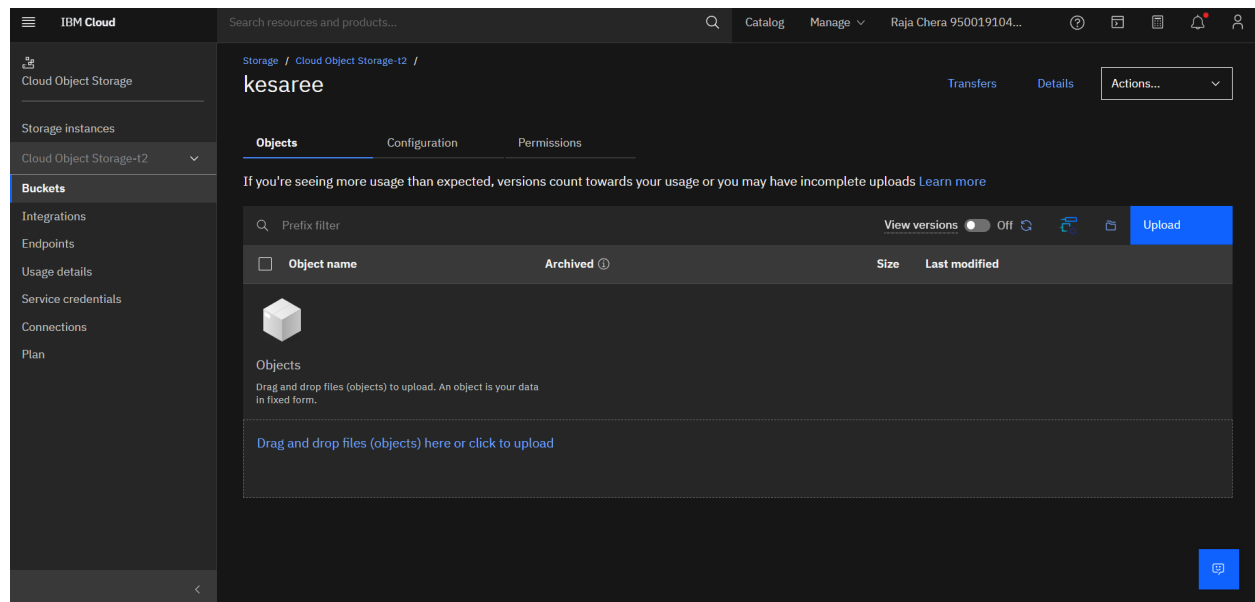 IBM Cloud
Search resources and products...
Catalog
Manage
Raja Chera 950019104...
Cloud Object Storage
Storage instances
Cloud Object Storage-t2
Buckets
Integrations
Endpoints
Usage details
Service credentials
Connections
Plan
Storage / Cloud Object Storage-t2 /
kesaree
Transfers
Details
Actions...
Objects
Configuration
Permissions
If you're seeing more usage than expected, versions count towards your usage or you may have incomplete uploads Learn more
Prefix filter
View versions
Off
Upload
Object name
Archived
Size
Last modified
Objects
Drag and drop files (objects) to upload. An object is your data
in fixed form.
Drag and drop files (objects) here or click to upload